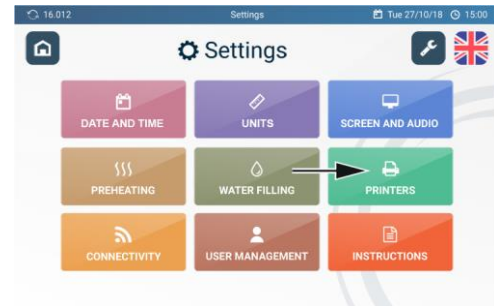 16.012 Settings Tue 27/10/18 15:00
Settings
DATE AND TIME UNITS SCREEN AND AUDIO
PREHEATING WATER FILLING PRINTERS
CONNECTIVITY USER MANAGEMENT INSTRUCTIONS